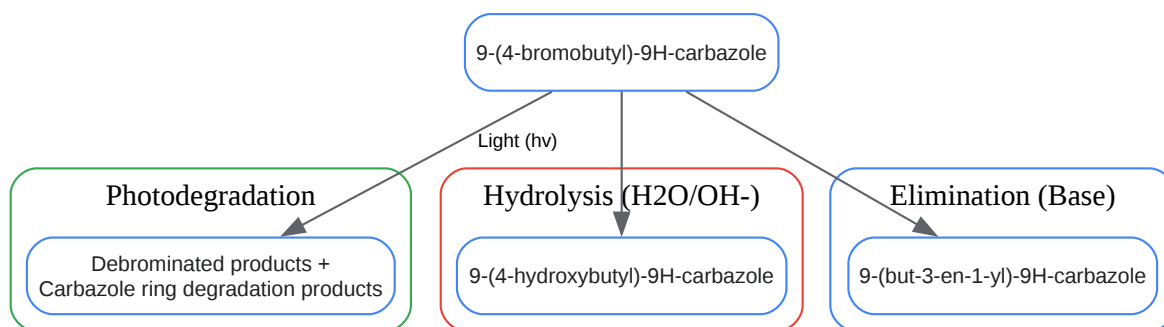 9-(4-bromobutyl)-9H-carbazole
Light (hv)
Photodegradation
Debrominated products +
Carbazole ring degradation products
Hydrolysis (H2O/OH-)
9-(4-hydroxybutyl)-9H-carbazole
Elimination (Base)
9-(but-3-en-1-yl)-9H-carbazole